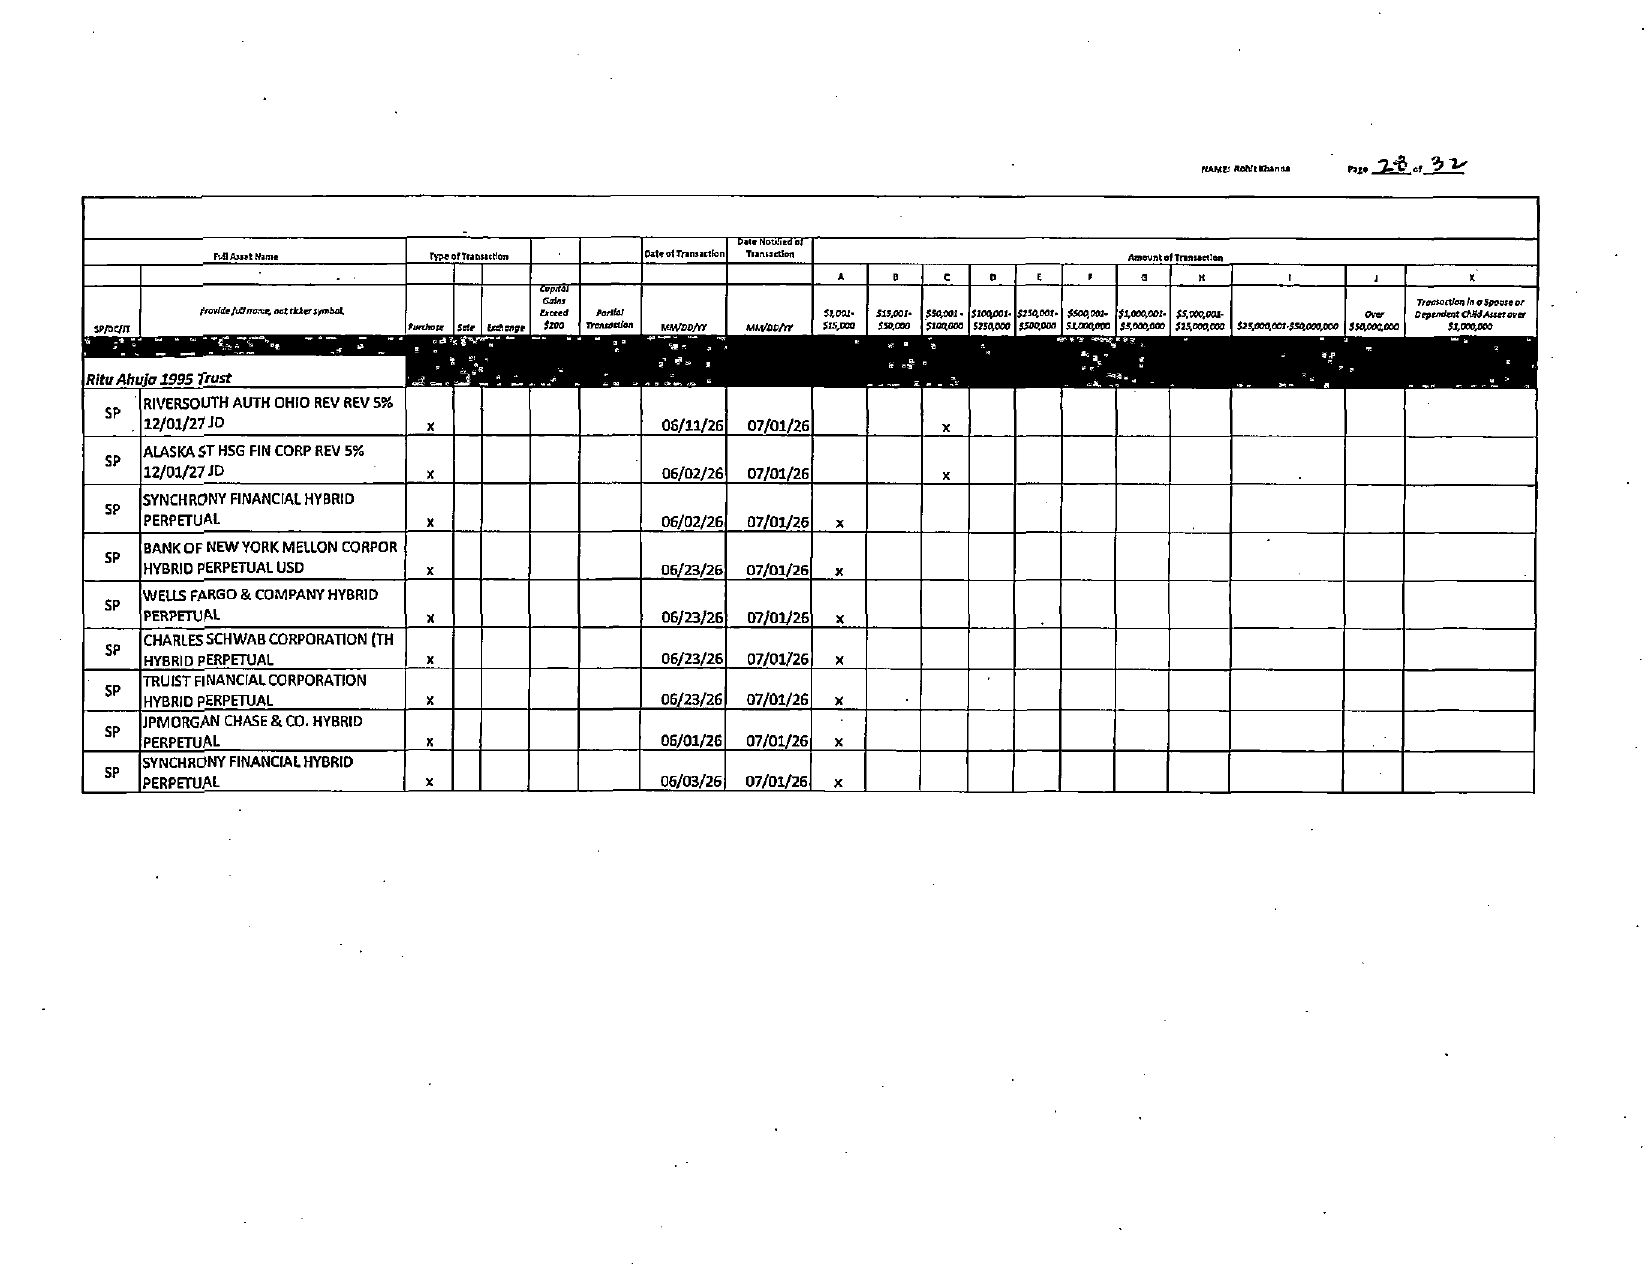 NAME: Rohit Khanna Page 28 of 32
Full Asset Name Type of Transaction Date of Transaction Date Notified of Transaction Amount of Transaction
A B C D E F G H I J K
SP/DC/JT Provide full name, not ticker symbol. Purchase Sale Exchange Capital Gains Exceed $200 Partial Transaction MM/DD/YY MM/DD/YY $1,001-$15,000 $15,001-$50,000 $50,001-$100,000 $100,001-$250,000 $250,001-$500,000 $500,001-$1,000,000 $1,000,001-$5,000,000 $5,000,001-$25,000,000 $25,000,001-$50,000,000 Over $50,000,000 Transaction in a Spouse or Dependent Child Asset over $1,000,000
Ritu Ahuja 1995 Trust
SP RIVERSOUTH AUTH OHIO REV REV 5%
12/01/27 JD x 06/11/26 07/01/26 x
SP ALASKA ST HSG FIN CORP REV 5%
12/01/27 JD x 06/02/26 07/01/26 x
SP SYNCHRONY FINANCIAL HYBRID
PERPETUAL x 06/02/26 07/01/26 x
SP BANK OF NEW YORK MELLON CORPOR
HYBRID PERPETUAL USD x 06/23/26 07/01/26 x
SP WELLS FARGO & COMPANY HYBRID
PERPETUAL x 06/23/26 07/01/26 x
SP CHARLES SCHWAB CORPORATION (TH
HYBRID PERPETUAL x 06/23/26 07/01/26 x
SP TRUIST FINANCIAL CORPORATION
HYBRID PERPETUAL x 06/23/26 07/01/26 x
SP JPMORGAN CHASE & CO. HYBRID
PERPETUAL x 06/01/26 07/01/26 x
SP SYNCHRONY FINANCIAL HYBRID
PERPETUAL x 06/03/26 07/01/26 x